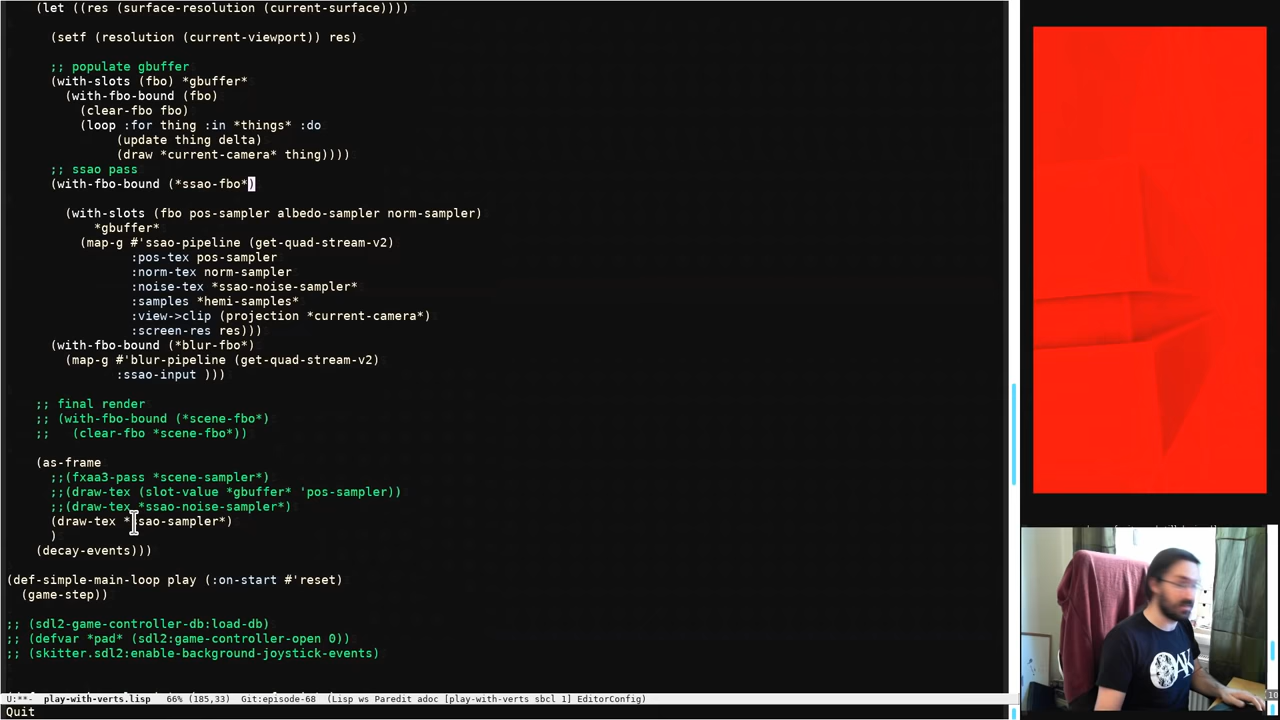 (let ((res (surface-resolution (current-surface))))
(setf (resolution (current-viewport)) res)
;; populate gbuffer
(with-slots (fbo) *gbuffer*
(with-fbo-bound (fbo)
(clear-fbo fbo)
(loop :for thing :in *things* :do
(update thing delta)
(draw *current-camera* thing))))
;; ssao pass
(with-fbo-bound (*ssao-fbo*)
(with-slots (fbo pos-sampler albedo-sampler norm-sampler)
*gbuffer*
(map-g #'ssao-pipeline (get-quad-stream-v2)
:pos-tex pos-sampler
:norm-tex norm-sampler
:noise-tex *ssao-noise-sampler*
:samples *hemi-samples*
:view->clip (projection *current-camera*)
:screen-res res)))
(with-fbo-bound (*blur-fbo*)
(map-g #'blur-pipeline (get-quad-stream-v2)
:ssao-input )))
;; final render
;; (with-fbo-bound (*scene-fbo*)
;; (clear-fbo *scene-fbo*))
(as-frame
;;(fxaa3-pass *scene-sampler*)
;;(draw-tex (slot-value *gbuffer* 'pos-sampler))
;;(draw-tex *ssao-noise-sampler*)
(draw-tex *ssao-sampler*)
)
(decay-events)))
(def-simple-main-loop play (:on-start #'reset)
(game-step))
;; (sdl2-game-controller-db:load-db)
;; (defvar *pad* (sdl2:game-controller-open 0))
;; (skitter.sdl2:enable-background-joystick-events)
U:**- play-with-verts.lisp 66% (185,33) Git:episode-68 (Lisp ws Paredit adoc [play-with-verts sbcl 1] EditorConfig)
Quit